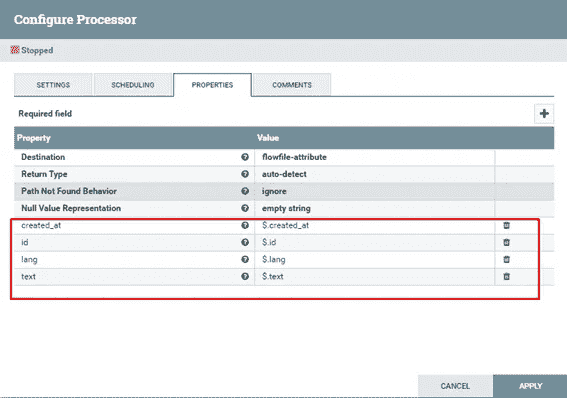 Configure Processor
Stopped
SETTINGS SCHEDULING PROPERTIES COMMENTS
Required field
Property Value
Destination flowfile-attribute
Return Type auto-detect
Path Not Found Behavior ignore
Null Value Representation empty string
created_at $.created_at
id $.id
lang $.lang
text $.text
CANCEL APPLY